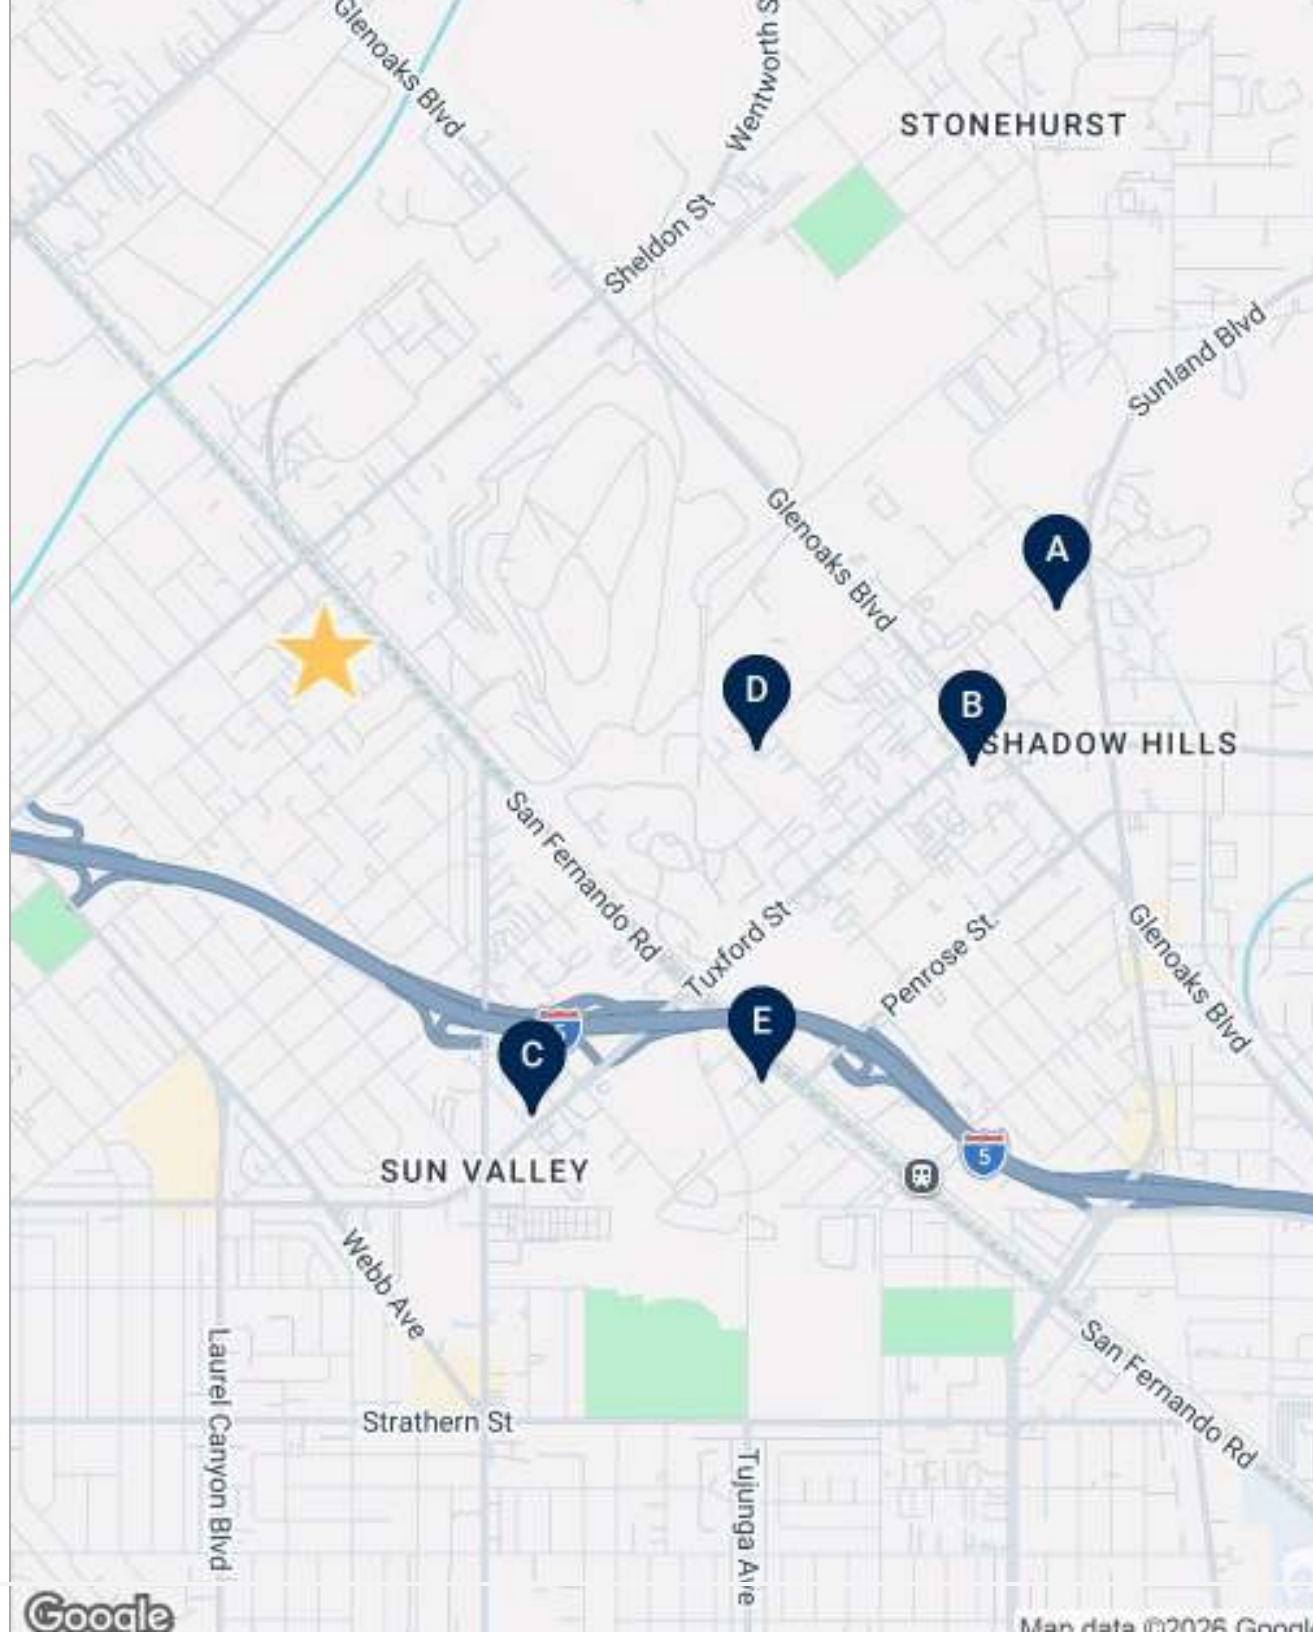 Glenoaks Blvd
Wentworth S
STONEHURST
Sheldon St
Sunland Blvd
Glenoaks Blvd
A
D
B
SHADOW HILLS
San Fernando Rd
Tuxford St
Penrose St
Glenoaks Blvd
E
5
C
5
SUN VALLEY
Webb Ave
San Fernando Rd
Laurel Canyon Blvd
Strathern St
Tujunga Ave
Google
Map data ©2026 Google